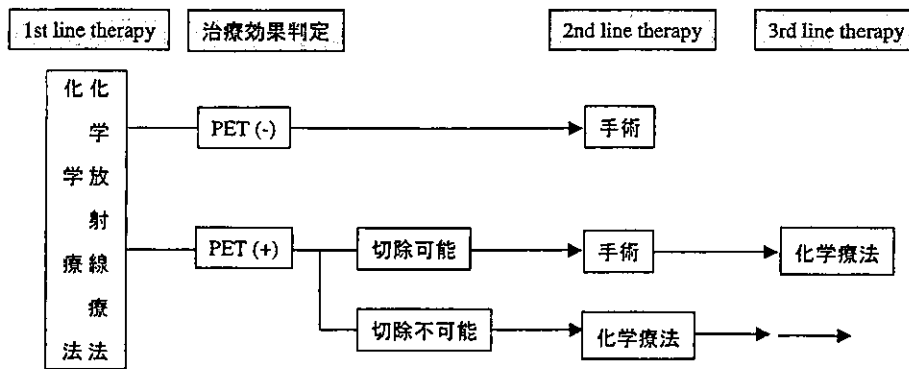 1st line therapy
治療効果判定
2nd line therapy
3rd line therapy
化学放射線療法
化学療法
PET (-)
手術
PET (+)
切除可能
手術
化学療法
切除不可能
化学療法